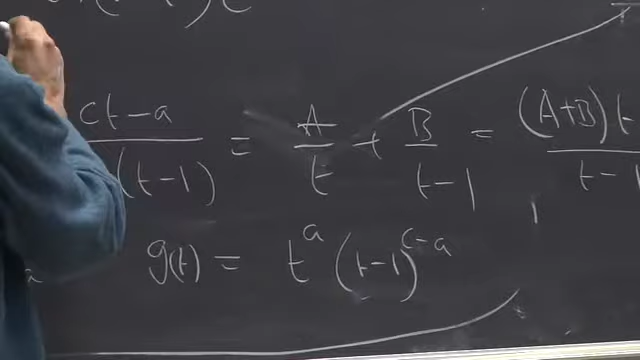 ct-a / (t-1) = A/t + B/t-1 = (A+B)t / t-1
g(t) = t^a (t-1)^{c-a}
a